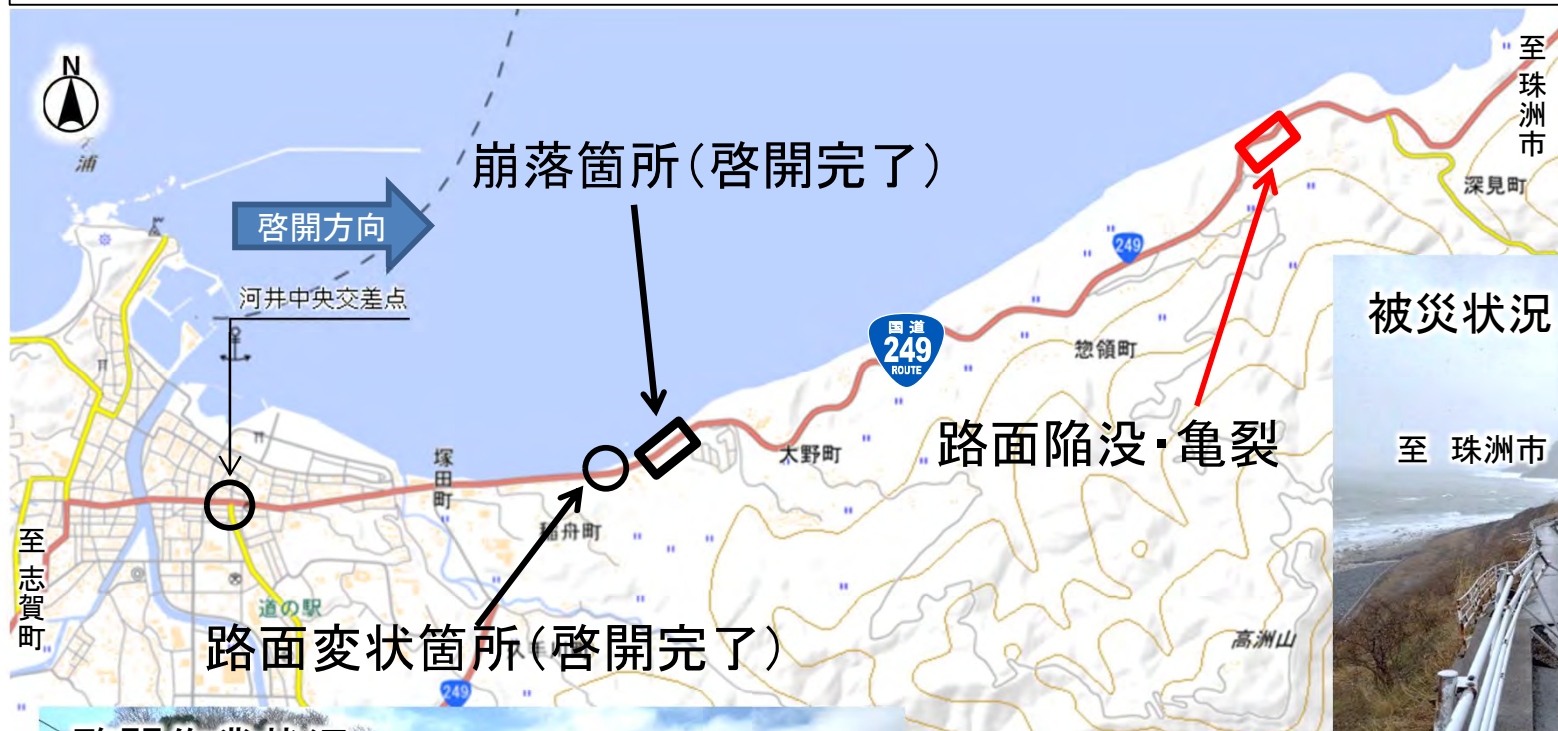 N
浦
啓開方向
崩落箇所（啓開完了）
至珠洲市
深見町
249
河井中央交差点
国道
249
ROUTE
惣領町
被災状況
大野町
路面陥没・亀裂
至 珠洲市
塚田町
稲舟町
至志賀町
道の駅
路面変状箇所（啓開完了）
高洲山
249